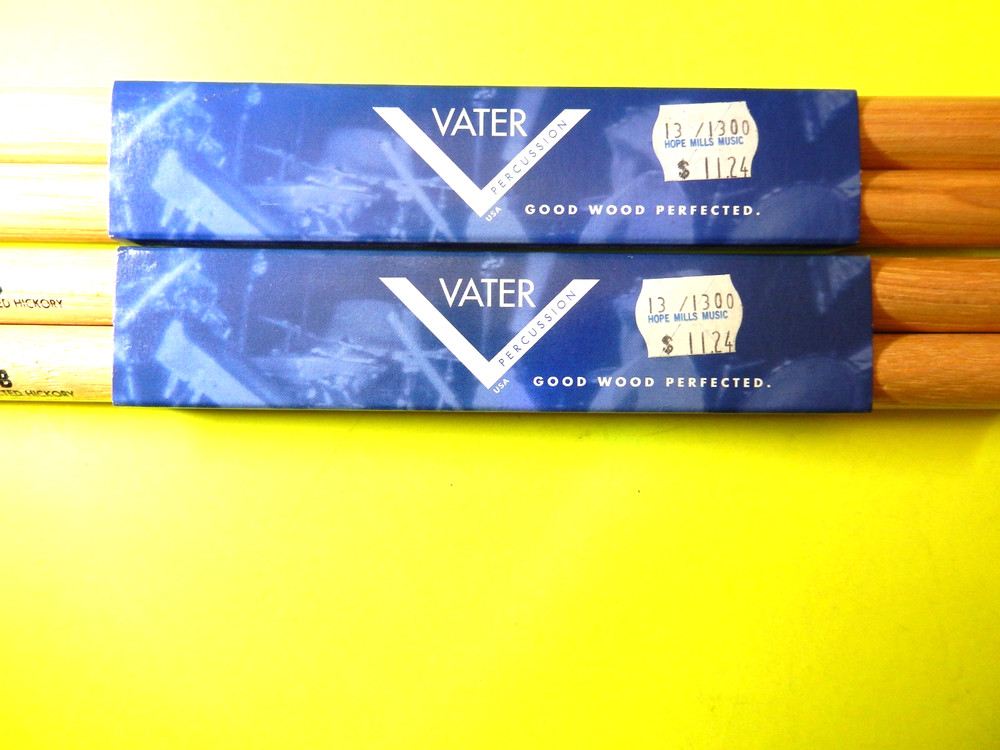 VATER
PERCUSSION
USA
GOOD WOOD PERFECTED.
13 /1300
HOPE MILLS MUSIC
$ 11.24
VATER
PERCUSSION
USA
GOOD WOOD PERFECTED.
13 /1300
HOPE MILLS MUSIC
$ 11.24
HICKORY
HICKORY